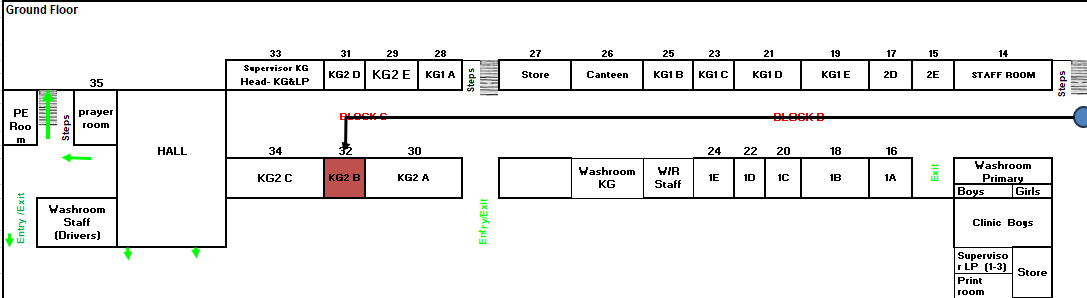 Ground Floor
33
31
29
28
27
26
25
23
21
19
17
15
14
Supervisor KG
Head- KG&LP
KG2 D
KG2 E
KG1 A
Steps
Store
Canteen
KG1 B
KG1 C
KG1 D
KG1 E
2D
2E
STAFF ROOM
Steps
35
PE
Roo
m
Steps
prayer
room
HALL
BLOCK C
BLOCK B
34
32
30
24
22
20
18
16
KG2 C
KG2 B
KG2 A
Washroom
KG
W/R
Staff
1E
1D
1C
1B
1A
Exit
Washroom
Primary
Boys
Girls
Entry /Exit
Washroom
Staff
(Drivers)
Entry/Exit
Clinic Boys
Superviso
r LP (1-3)
Print
room
Store